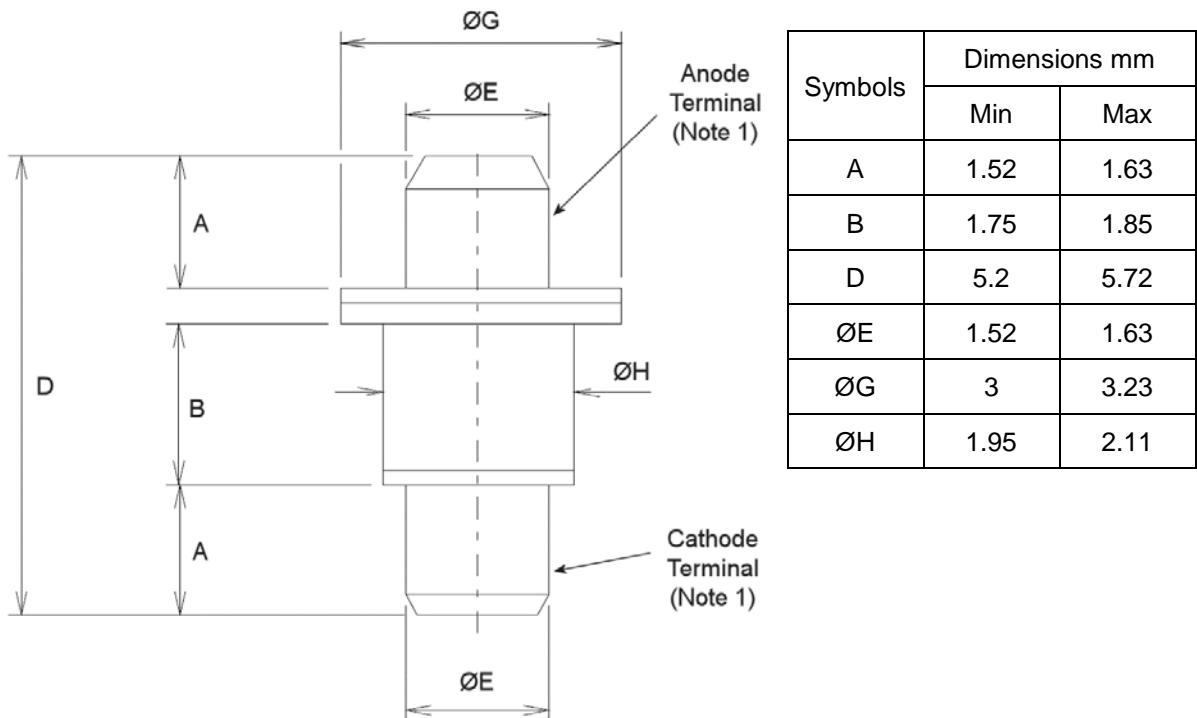 ØG
ØE
Anode
Terminal
(Note 1)
A
D
B
ØH
A
Cathode
Terminal
(Note 1)
ØE
Symbols Dimensions mm
Min Max
A 1.52 1.63
B 1.75 1.85
D 5.2 5.72
ØE 1.52 1.63
ØG 3 3.23
ØH 1.95 2.11